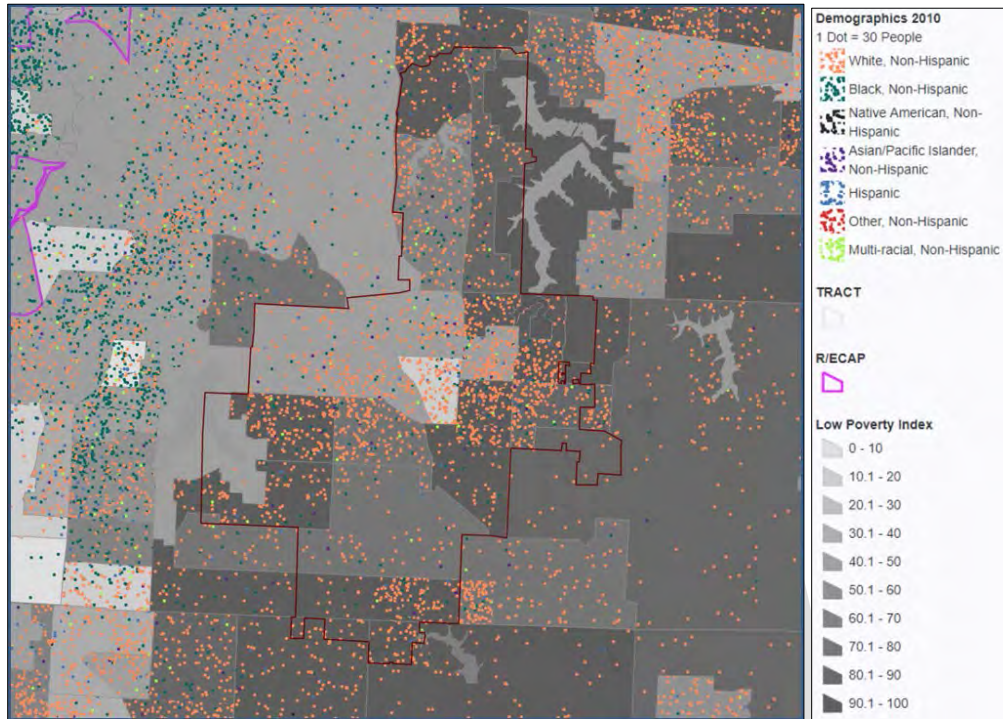 Demographics 2010
1 Dot = 30 People
White, Non-Hispanic
Black, Non-Hispanic
Native American, Non-
Hispanic
Asian/Pacific Islander,
Non-Hispanic
Hispanic
Other, Non-Hispanic
Multi-racial, Non-Hispanic
TRACT
R/ECAP
Low Poverty Index
0 - 10
10.1 - 20
20.1 - 30
30.1 - 40
40.1 - 50
50.1 - 60
60.1 - 70
70.1 - 80
80.1 - 90
90.1 - 100